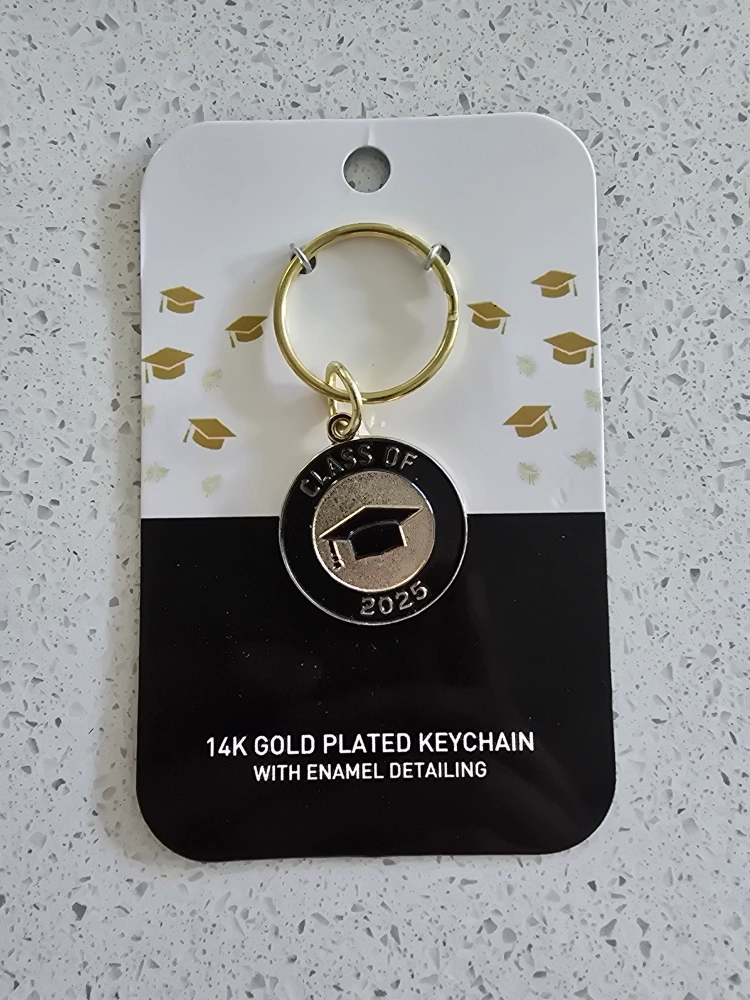 CLASS OF
2025
14K GOLD PLATED KEYCHAIN
WITH ENAMEL DETAILING